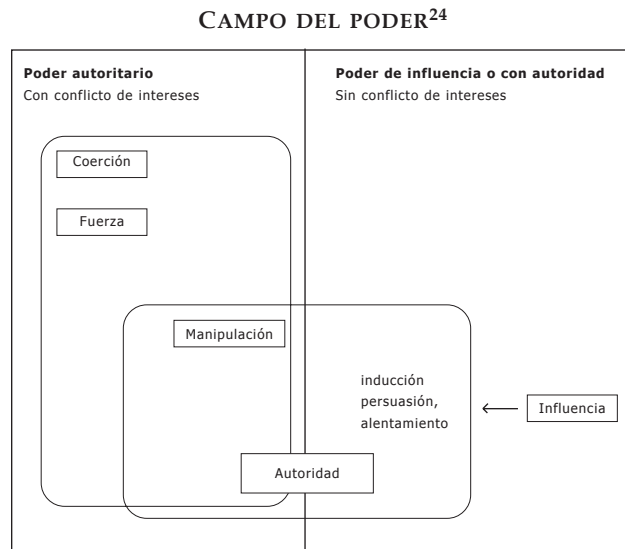 CAMPO DEL PODER24
Poder autoritario
Con conflicto de intereses
Poder de influencia o con autoridad
Sin conflicto de intereses
Coerción
Fuerza
Manipulación
inducción
persuasión,
alentamiento
Influencia
Autoridad